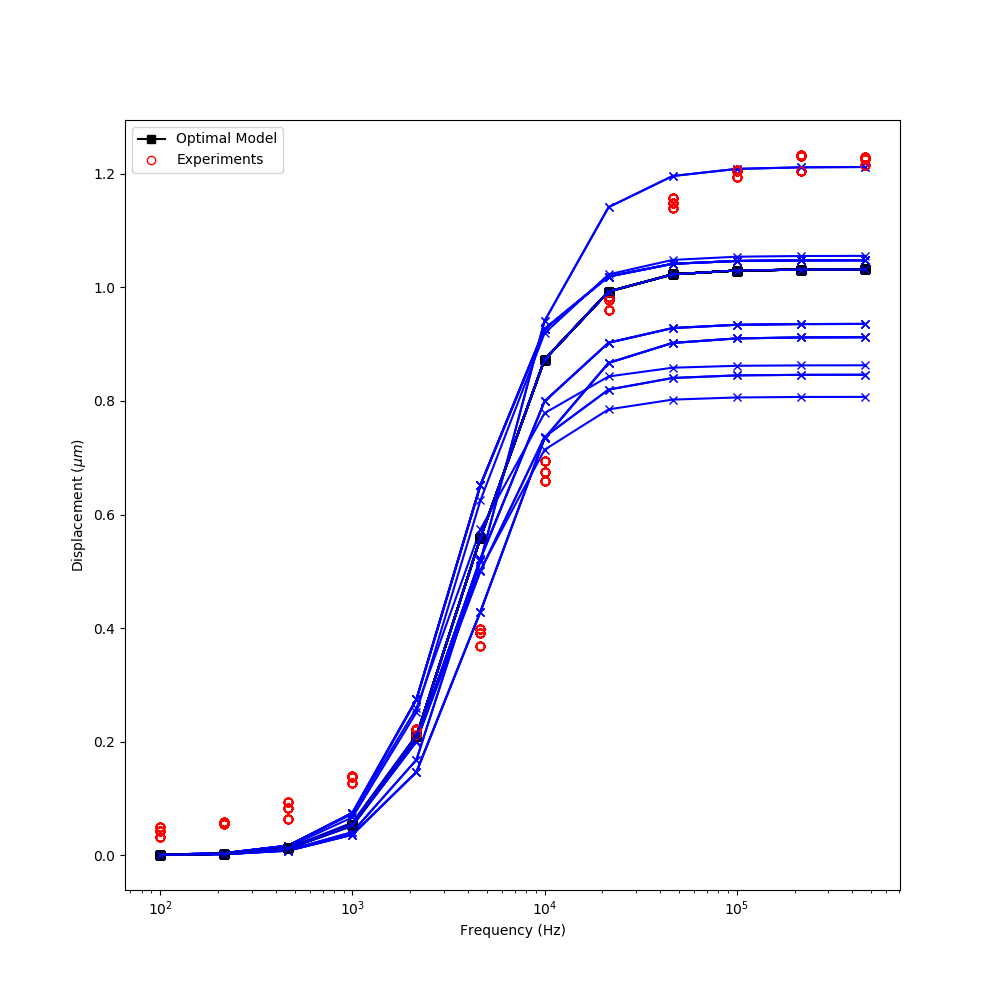 Optimal Model
Experiments
1.2
1.0
0.8
0.6
0.4
0.2
0.0
Displacement (μm)
10²
10³
10⁴
10⁵
Frequency (Hz)